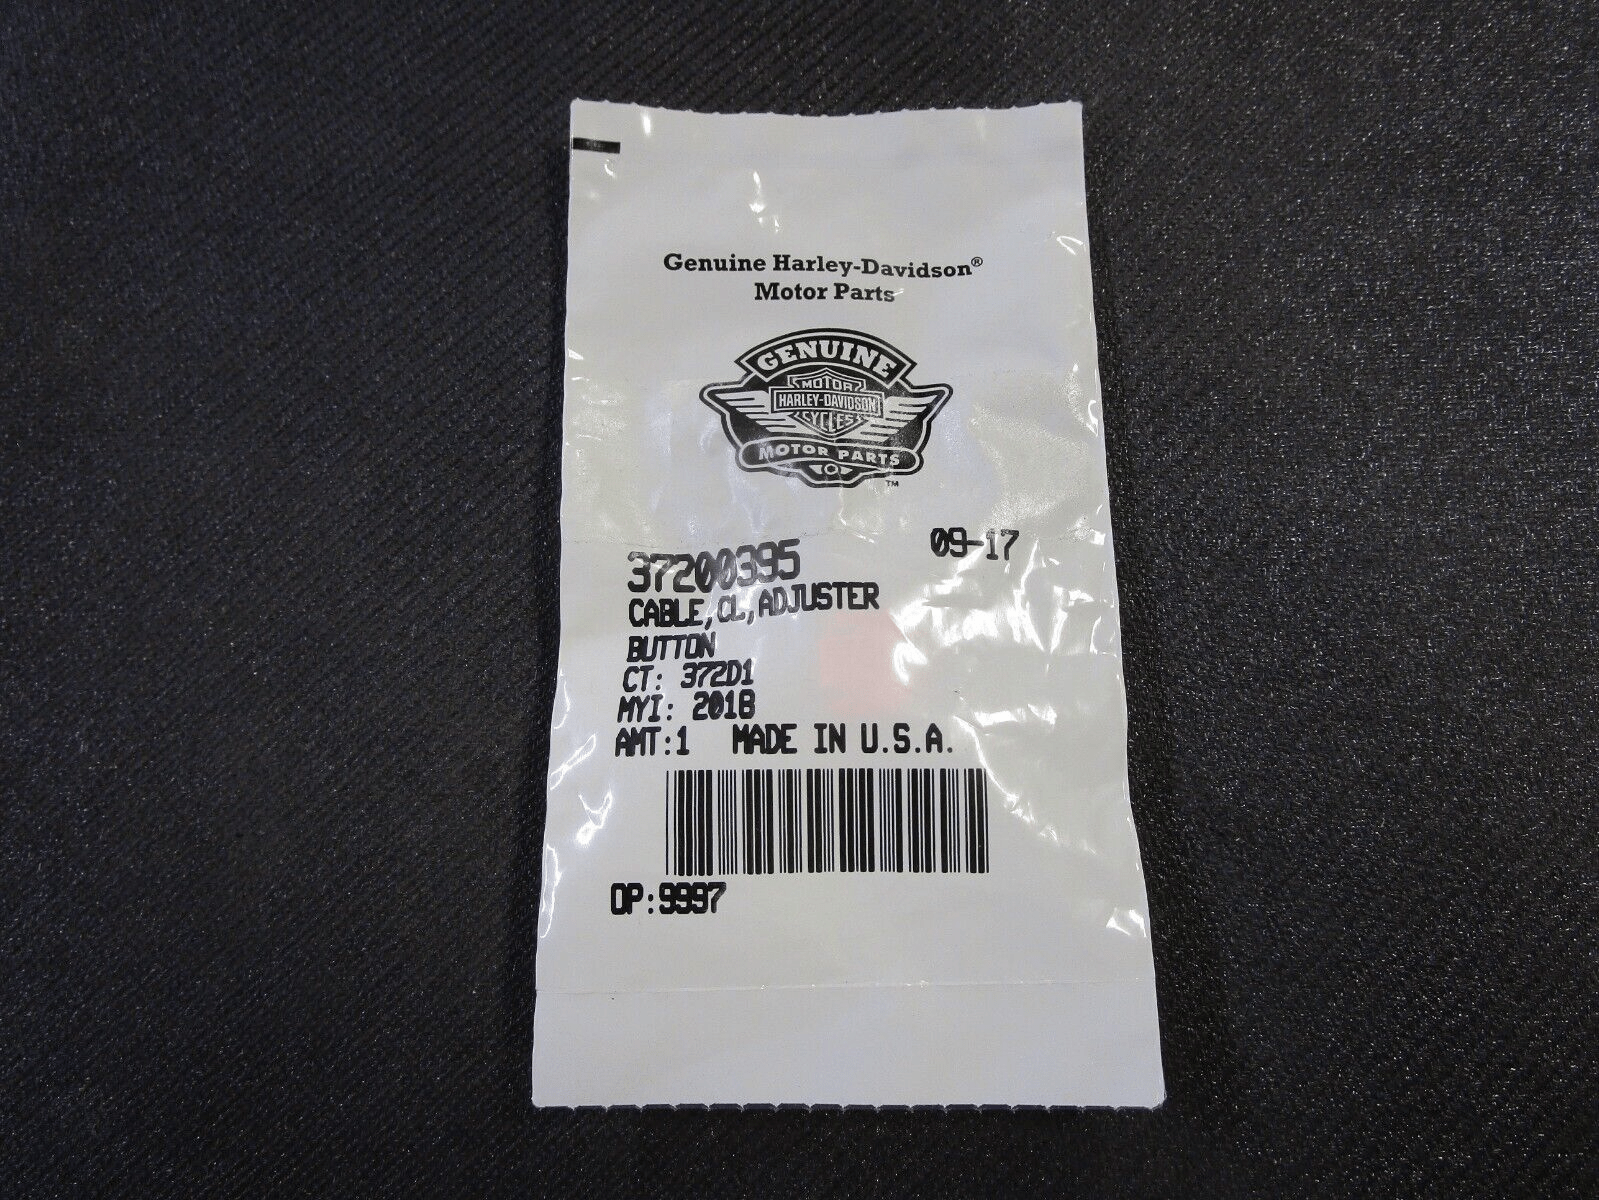 Genuine Harley-Davidson®
Motor Parts
GENUINE
MOTOR
HARLEY-DAVIDSON
CYCLES
MOTOR PARTS
™
09-17
37200395
CABLE,CL,ADJUSTER
BUTTON
CT: 372D1
MYI: 2018
AMT:1 MADE IN U.S.A.
OP:9997